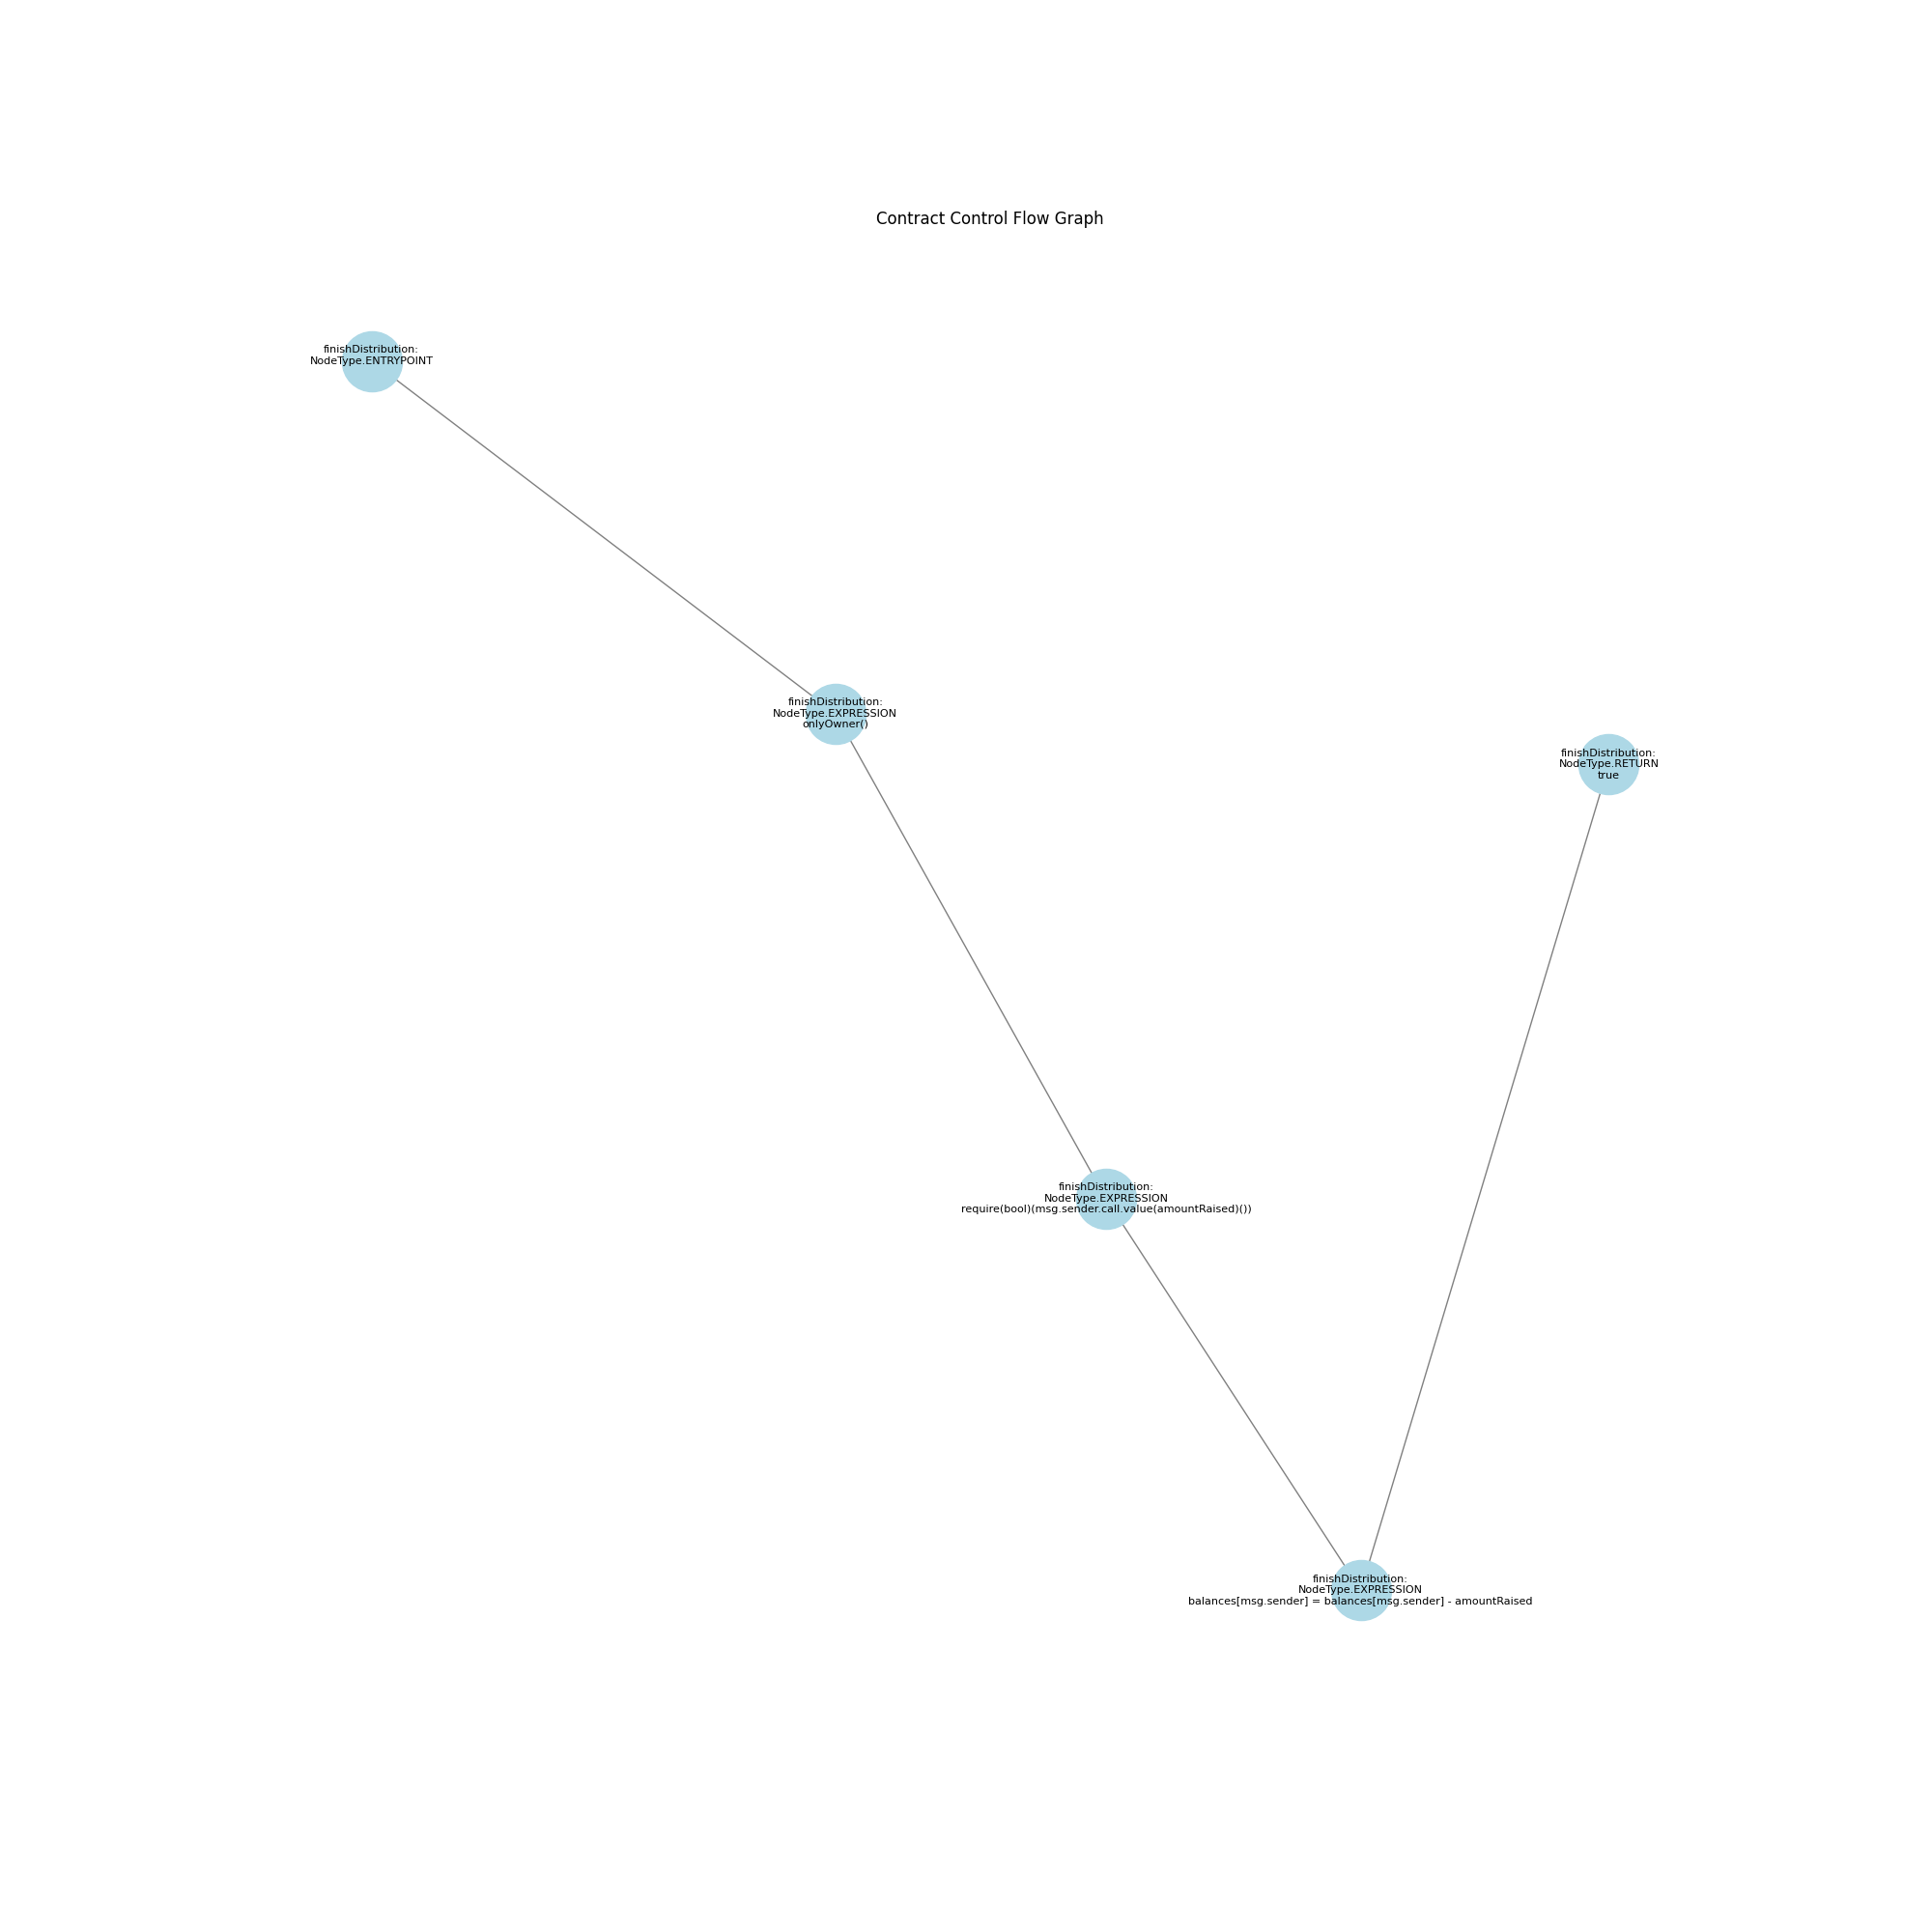 Contract Control Flow Graph
finishDistribution:
NodeType.ENTRYPOINT
finishDistribution:
NodeType.EXPRESSION
onlyOwner()
finishDistribution:
NodeType.RETURN
true
finishDistribution:
NodeType.EXPRESSION
require(bool)(msg.sender.call.value(amountRaised)())
finishDistribution:
NodeType.EXPRESSION
balances[msg.sender] = balances[msg.sender] - amountRaised